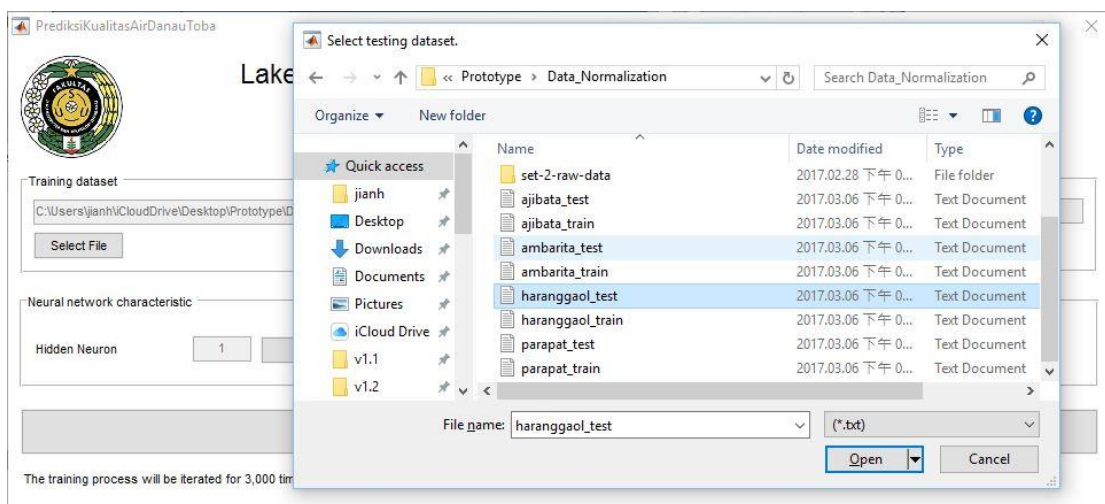 PrediksiKualitasAirDanauToba
Lake
Training dataset
C:\Users\jianh\iCloudDrive\Desktop\Prototype\D
Select File
Neural network characteristic
Hidden Neuron 1
The training process will be iterated for 3,000 tim
Select testing dataset.
« Prototype › Data_Normalization
Search Data_Normalization
Organize New folder
Quick access
jianh
Desktop
Downloads
Documents
Pictures
iCloud Drive
v1.1
v1.2
Name Date modified Type
set-2-raw-data 2017.02.28 下午 0... File folder
ajibata_test 2017.03.06 下午 0... Text Document
ajibata_train 2017.03.06 下午 0... Text Document
ambarita_test 2017.03.06 下午 0... Text Document
ambarita_train 2017.03.06 下午 0... Text Document
haranggaol_test 2017.03.06 下午 0... Text Document
haranggaol_train 2017.03.06 下午 0... Text Document
parapat_test 2017.03.06 下午 0... Text Document
parapat_train 2017.03.06 下午 0... Text Document
File name: haranggaol_test (*.txt)
Open Cancel